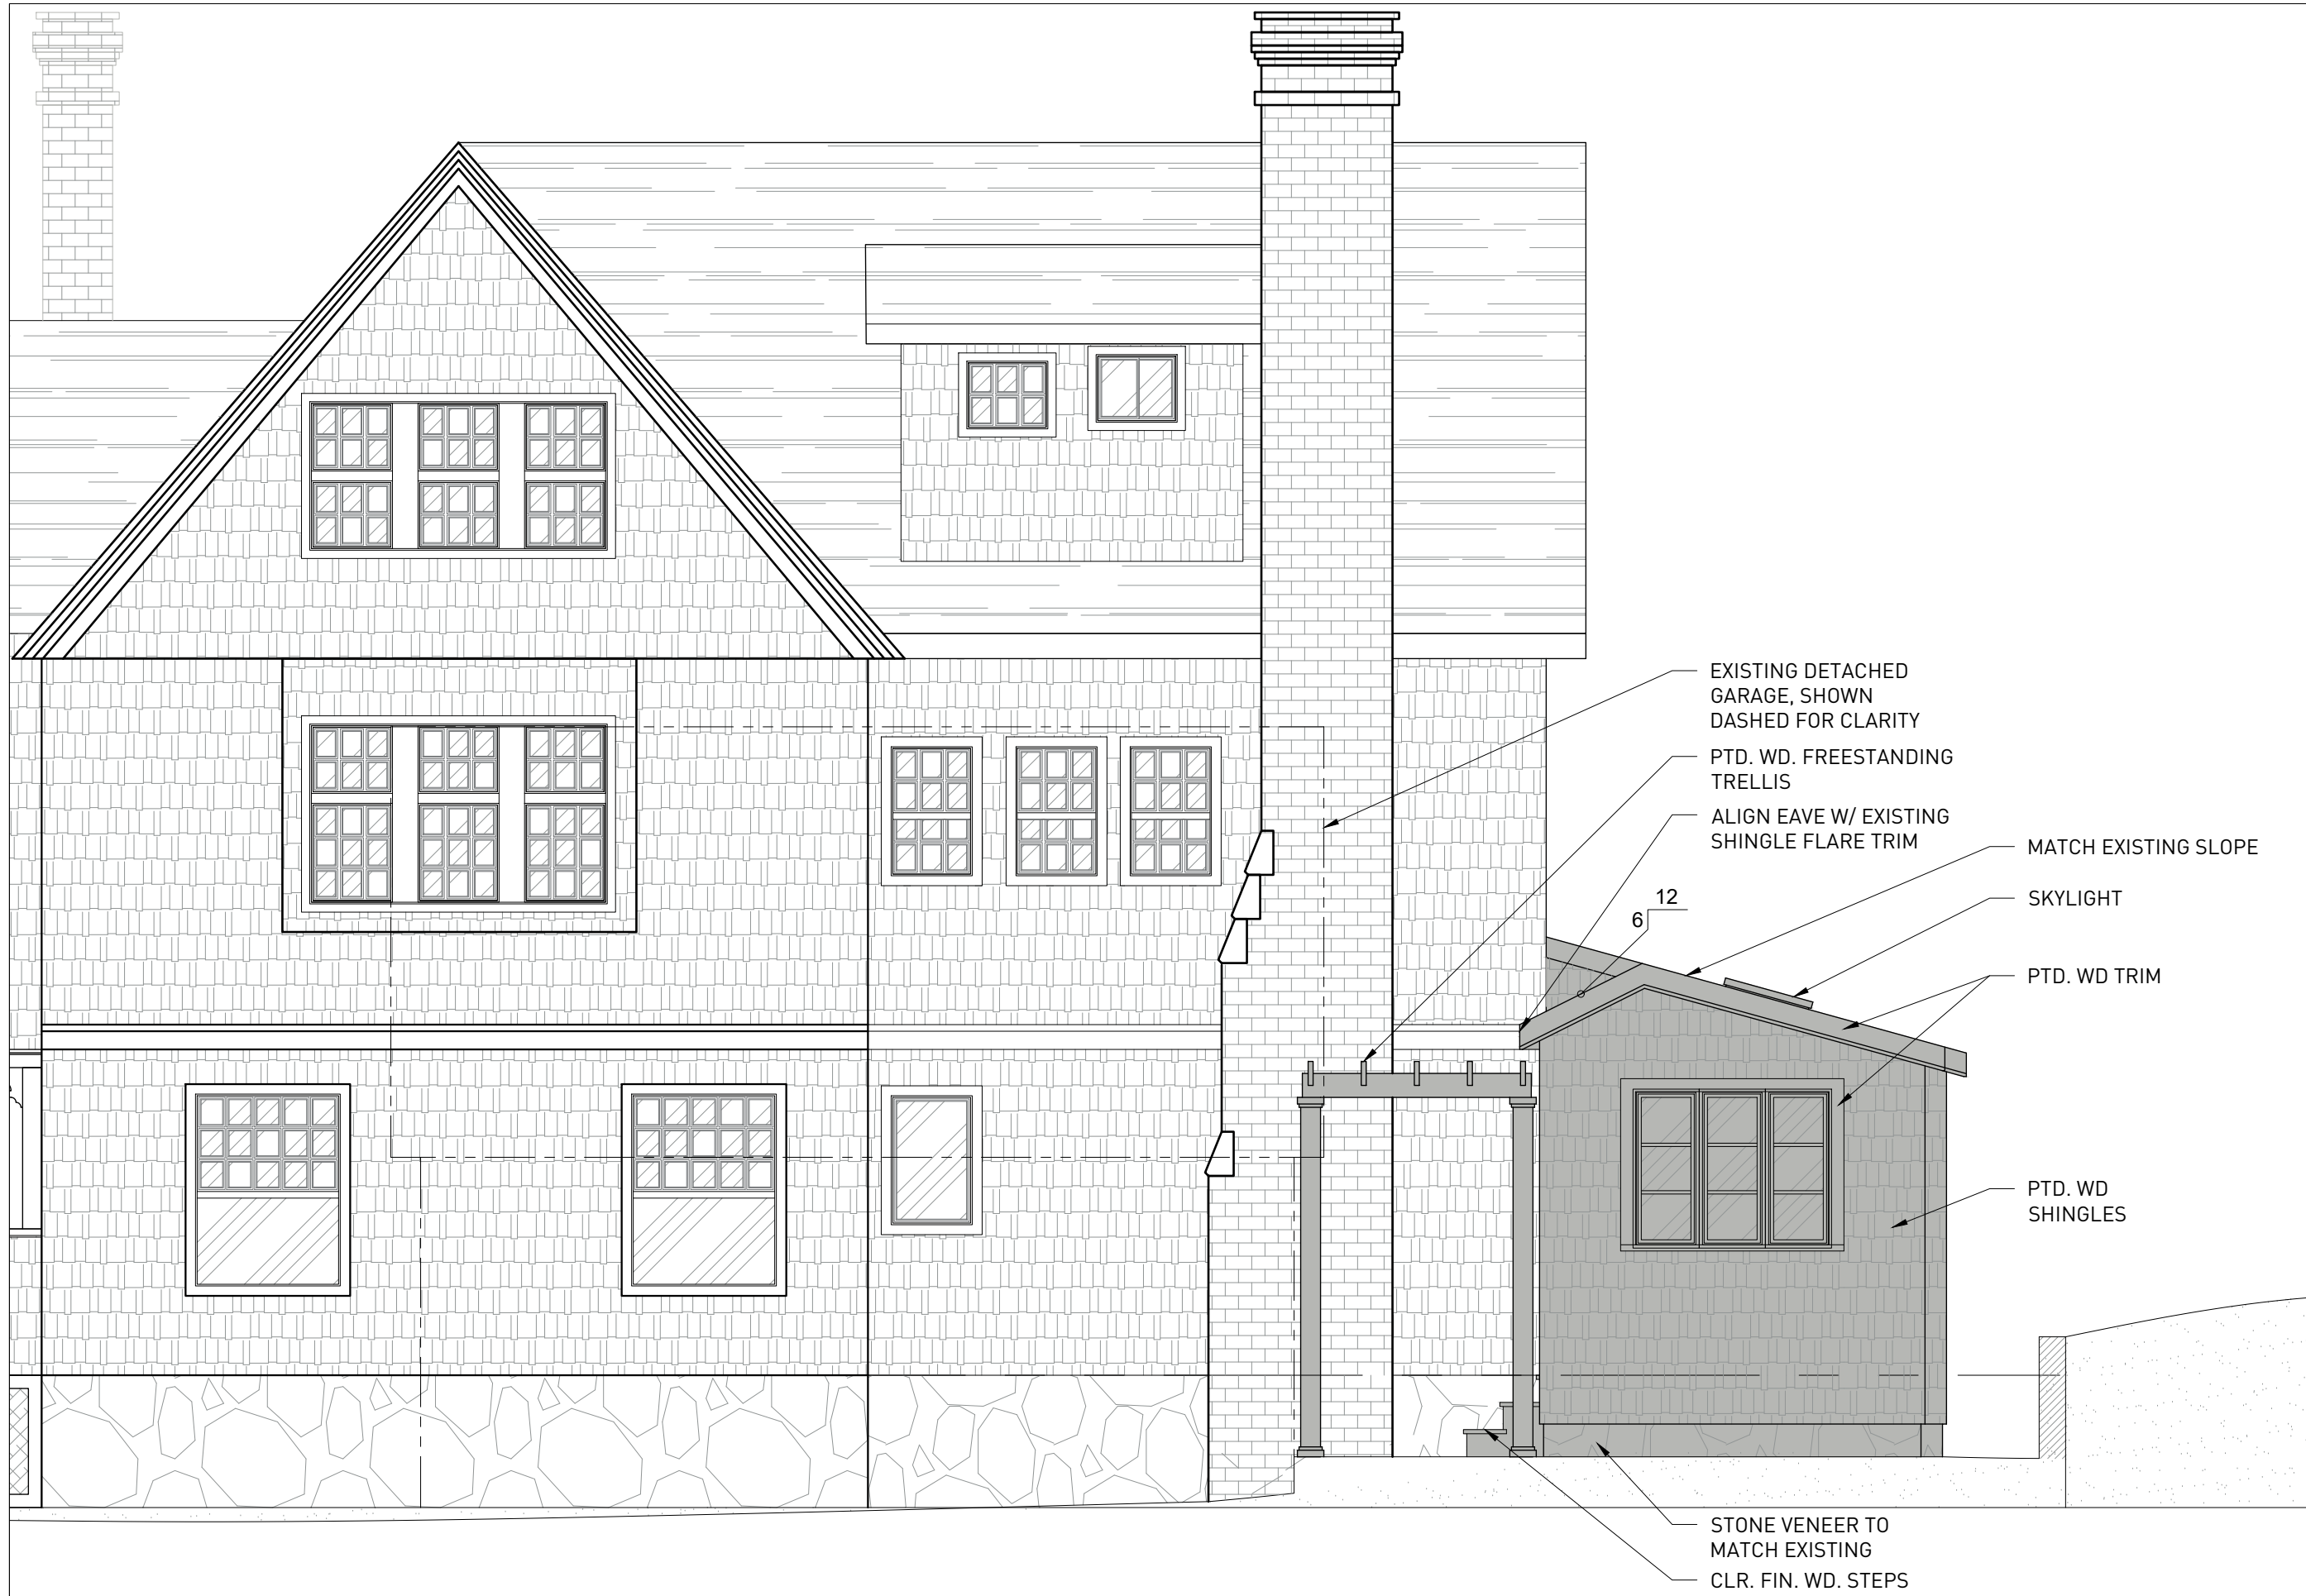 EXISTING DETACHED
GARAGE, SHOWN
DASHED FOR CLARITY
PTD. WD. FREESTANDING
TRELLIS
ALIGN EAVE W/ EXISTING
SHINGLE FLARE TRIM
12
6
MATCH EXISTING SLOPE
SKYLIGHT
PTD. WD TRIM
PTD. WD
SHINGLES
STONE VENEER TO
MATCH EXISTING
CLR. FIN. WD. STEPS